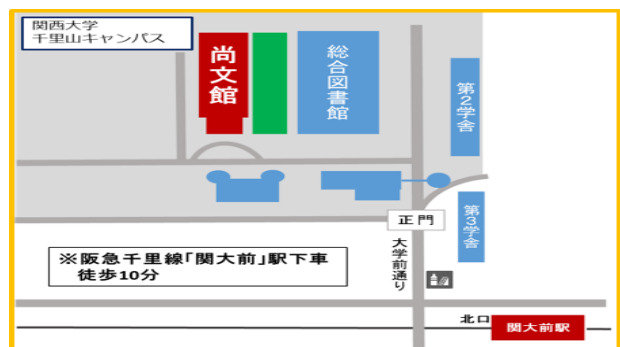 関西大学
千里山キャンパス
尚文館
総合図書館
第2学舎
第3学舎
正門
大学前通り
※阪急千里線「関大前」駅下車
徒歩10分
北口
関大前駅